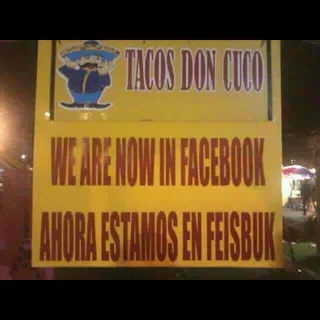 TACOS DON CUCO
WE ARE NOW IN FACEBOOK
AHORA ESTAMOS EN FEISBUK